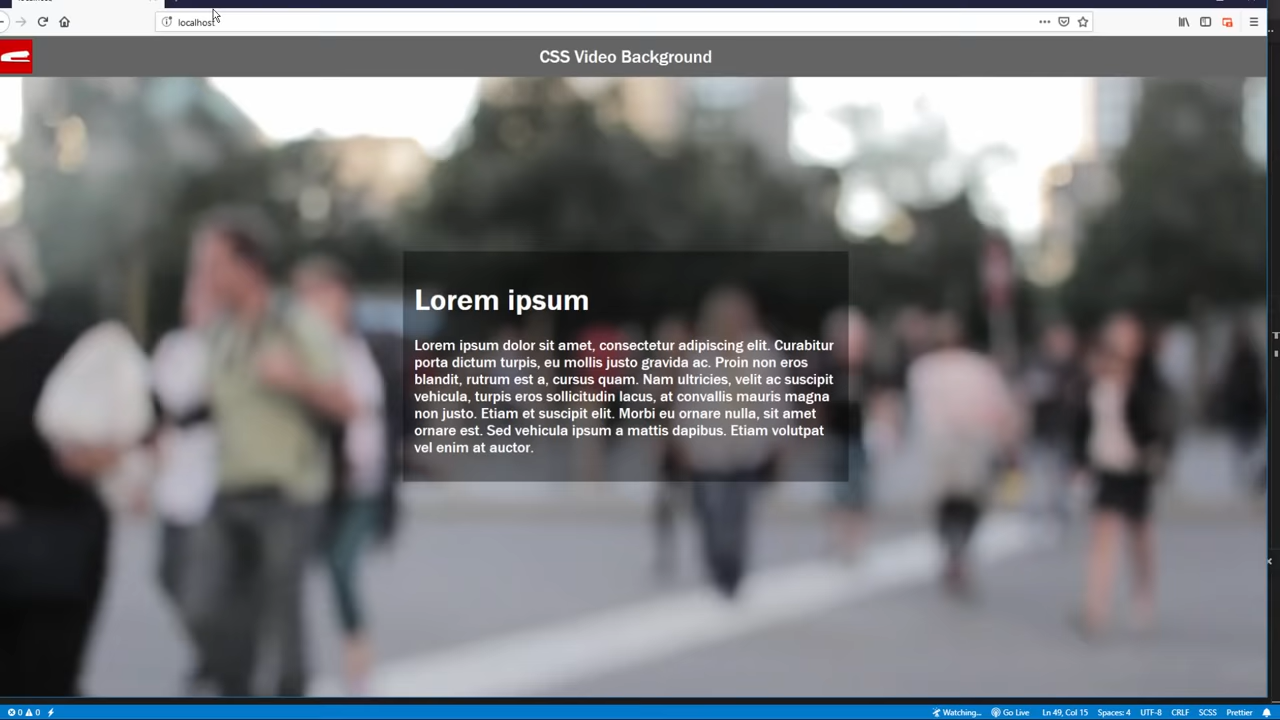 localhost
CSS Video Background
Lorem ipsum
Lorem ipsum dolor sit amet, consectetur adipiscing elit. Curabitur
porta dictum turpis, eu mollis justo gravida ac. Proin non eros
blandit, rutrum est a, cursus quam. Nam ultricies, velit ac suscipit
vehicula, turpis eros sollicitudin lacus, at convallis mauris magna
non justo. Etiam et suscipit elit. Morbi eu ornare nulla, sit amet
ornare est. Sed vehicula ipsum a mattis dapibus. Etiam volutpat
vel enim at auctor.
0 0 Watching... Go Live Ln 49, Col 15 Spaces: 4 UTF-8 CRLF SCSS Prettier